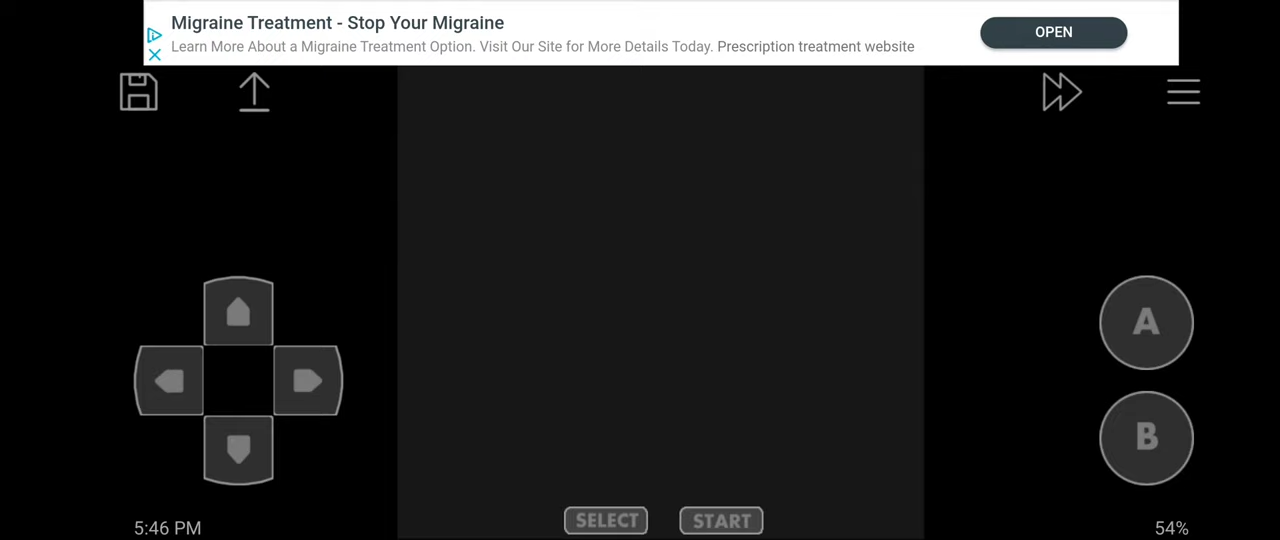 Migraine Treatment - Stop Your Migraine
Learn More About a Migraine Treatment Option. Visit Our Site for More Details Today. Prescription treatment website
OPEN
A
B
SELECT START
5:46 PM
54%